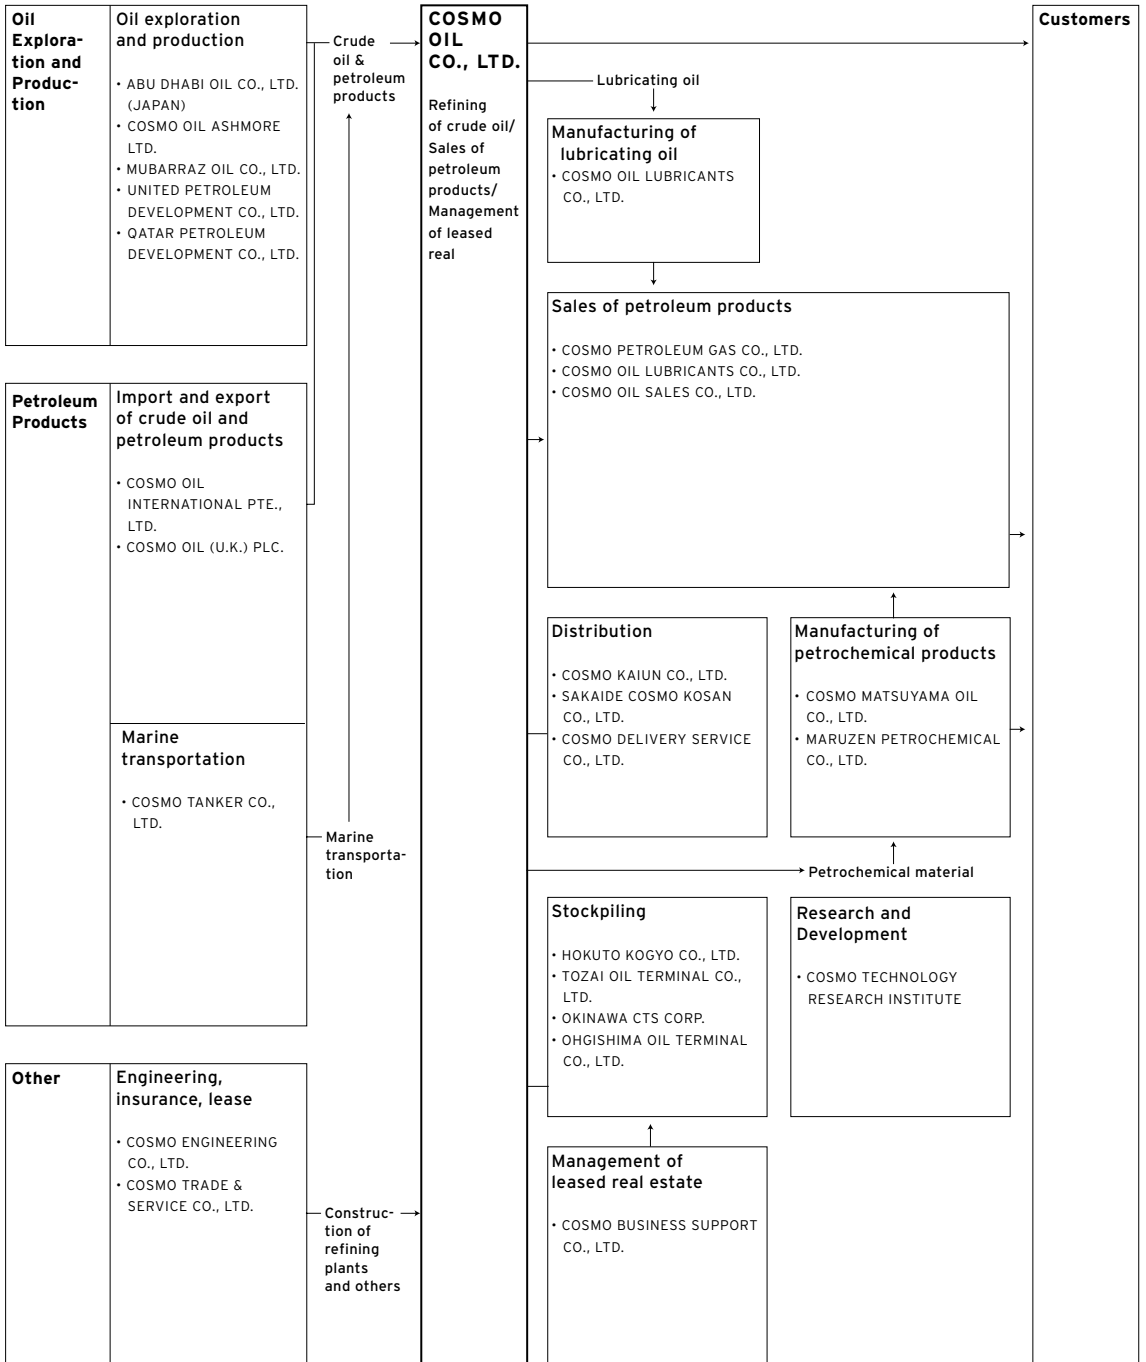 Oil
Explora-
tion and
Produc-
tion
Oil exploration
and production
• ABU DHABI OIL CO., LTD.
(JAPAN)
• COSMO OIL ASHMORE
LTD.
• MUBARRAZ OIL CO., LTD.
• UNITED PETROLEUM
DEVELOPMENT CO., LTD.
• QATAR PETROLEUM
DEVELOPMENT CO., LTD.
Petroleum
Products
Import and export
of crude oil and
petroleum products
• COSMO OIL
INTERNATIONAL PTE.,
LTD.
• COSMO OIL (U.K.) PLC.
Marine
transportation
• COSMO TANKER CO.,
LTD.
Other
Engineering,
insurance, lease
• COSMO ENGINEERING
CO., LTD.
• COSMO TRADE &
SERVICE CO., LTD.
Crude
oil &
petroleum
products
Marine
transporta-
tion
Construc-
tion of
refining
plants
and others
COSMO
OIL
CO., LTD.
Refining
of crude oil/
Sales of
petroleum
products/
Management
of leased
real
Lubricating oil
Manufacturing of
lubricating oil
• COSMO OIL LUBRICANTS
CO., LTD.
Sales of petroleum products
• COSMO PETROLEUM GAS CO., LTD.
• COSMO OIL LUBRICANTS CO., LTD.
• COSMO OIL SALES CO., LTD.
Distribution
• COSMO KAIUN CO., LTD.
• SAKAIDE COSMO KOSAN
CO., LTD.
• COSMO DELIVERY SERVICE
CO., LTD.
Manufacturing of
petrochemical products
• COSMO MATSUYAMA OIL
CO., LTD.
• MARUZEN PETROCHEMICAL
CO., LTD.
Petrochemical material
Stockpiling
• HOKUTO KOGYO CO., LTD.
• TOZAI OIL TERMINAL CO.,
LTD.
• OKINAWA CTS CORP.
• OHGISHIMA OIL TERMINAL
CO., LTD.
Research and
Development
• COSMO TECHNOLOGY
RESEARCH INSTITUTE
Management of
leased real estate
• COSMO BUSINESS SUPPORT
CO., LTD.
Customers